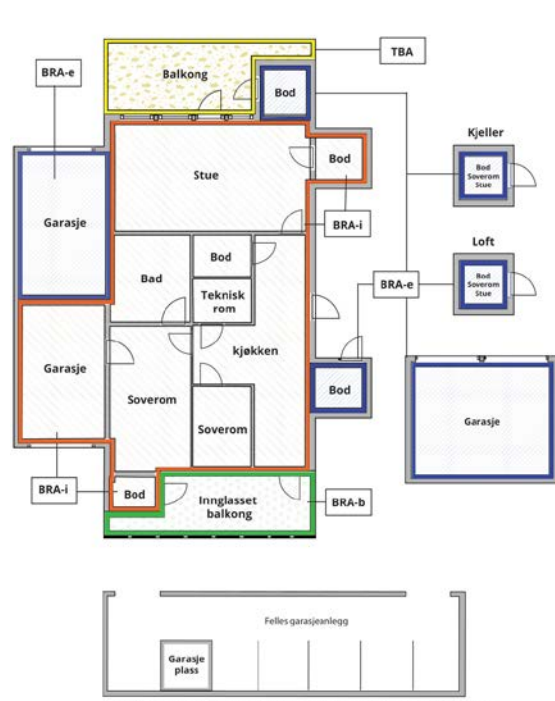 TBA
BRA-e
Balkong
Bod
Kjeller
Bod
Soverom
Stue
Stue
Bod
BRA-i
Garasje
Loft
Bod
Soverom
Stue
Bad
Bod
Teknisk
rom
BRA-e
kjøkken
Garasje
Soverom
Bod
Soverom
Garasje
BRA-i
Bod
Innglasset
balkong
BRA-b
Felles garasjeanlegg
Garasje
plass